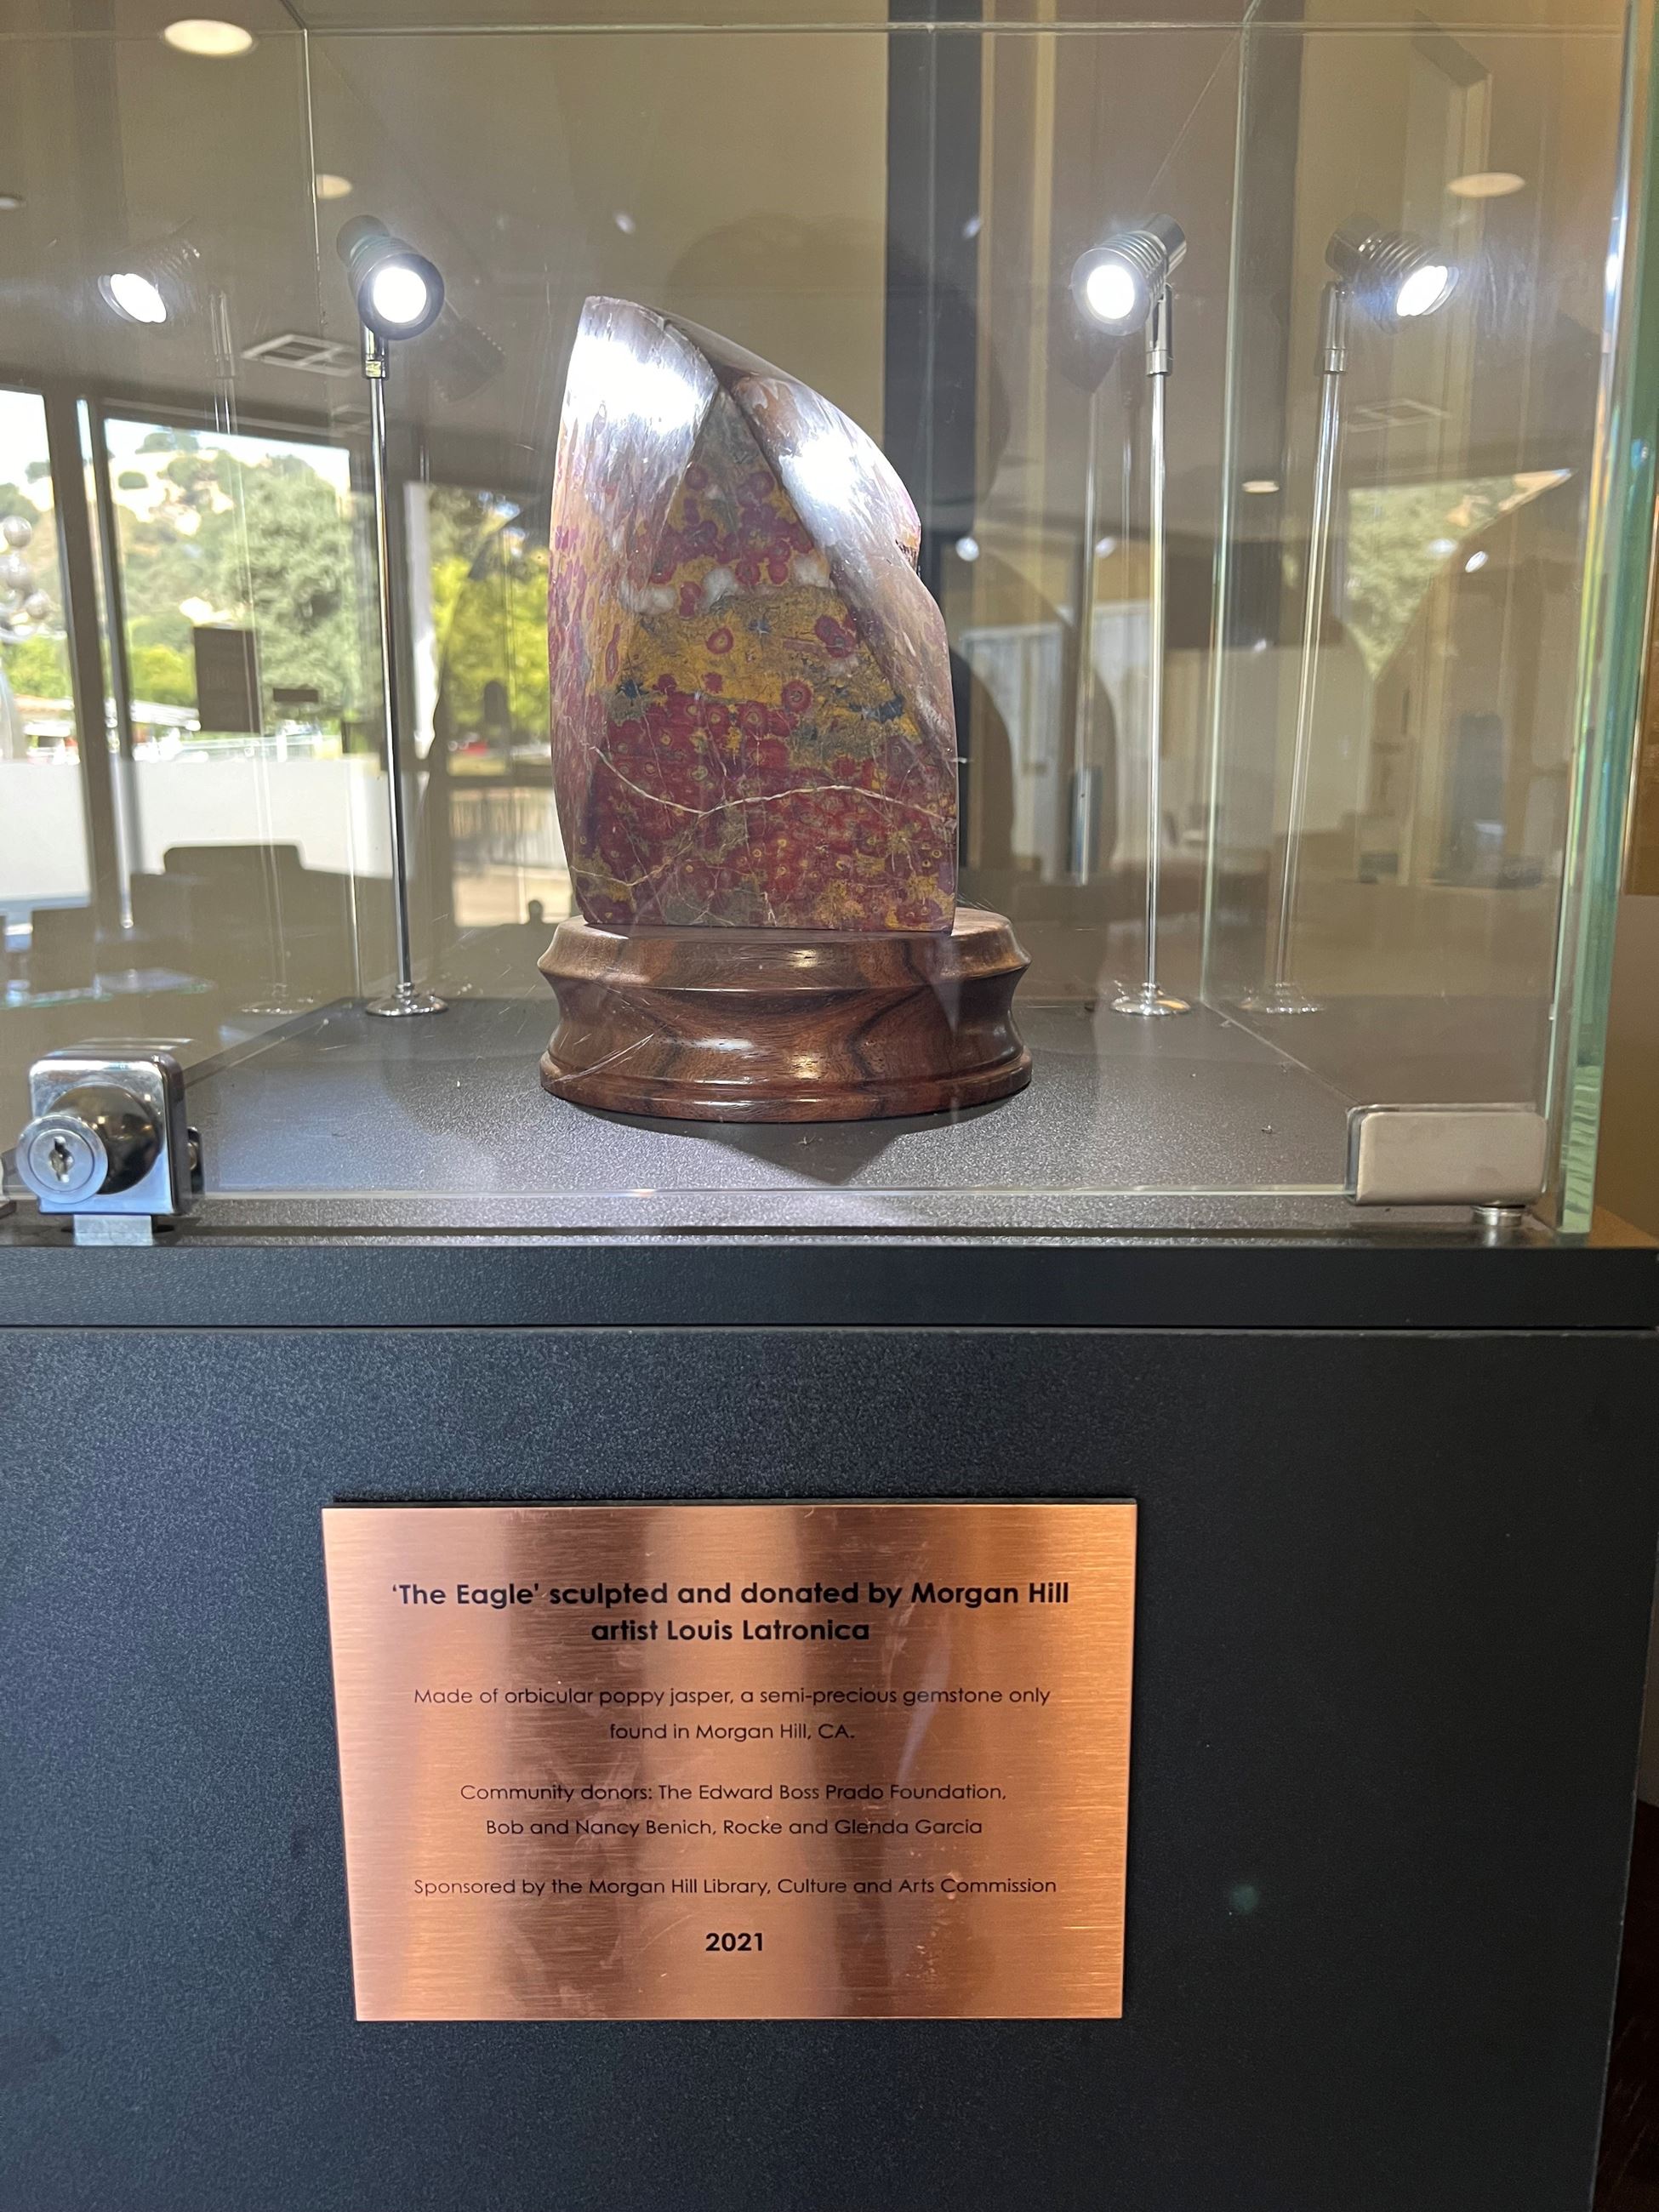 ‘The Eagle' sculpted and donated by Morgan Hill
artist Louis Latronica
Made of orbicular poppy jasper, a semi-precious gemstone only
found in Morgan Hill, CA.
Community donors: The Edward Boss Prado Foundation,
Bob and Nancy Benich, Rocke and Glenda Garcia
Sponsored by the Morgan Hill Library, Culture and Arts Commission
2021